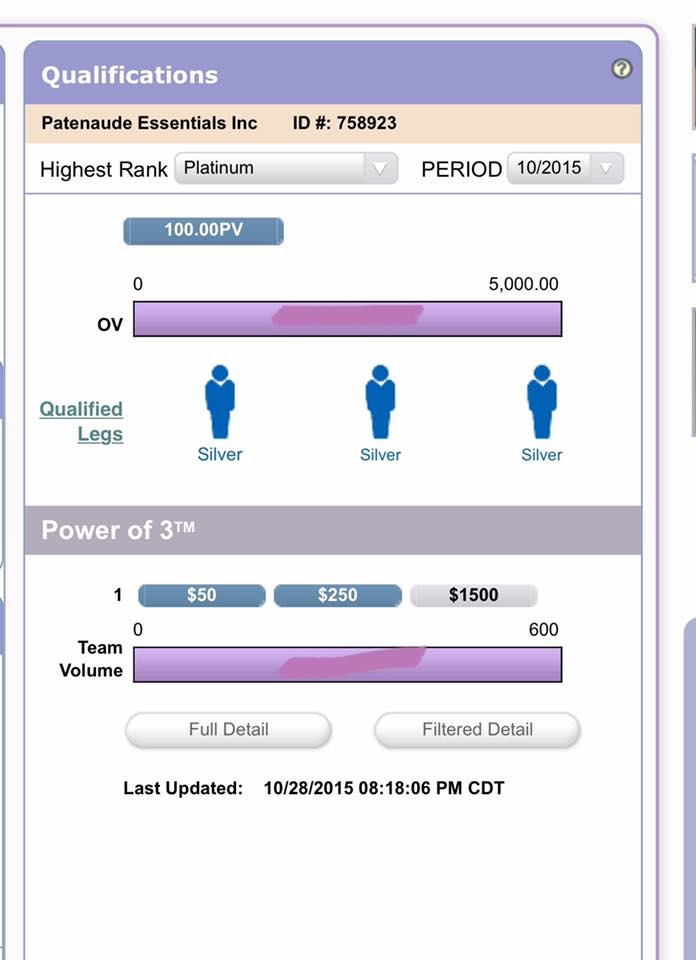 Qualifications
?
Patenaude Essentials Inc ID #: 758923
Highest Rank Platinum PERIOD 10/2015
100.00PV
0 5,000.00
OV
Qualified Legs
Silver Silver Silver
Power of 3™
1 $50 $250 $1500
0 600
Team
Volume
Full Detail Filtered Detail
Last Updated: 10/28/2015 08:18:06 PM CDT